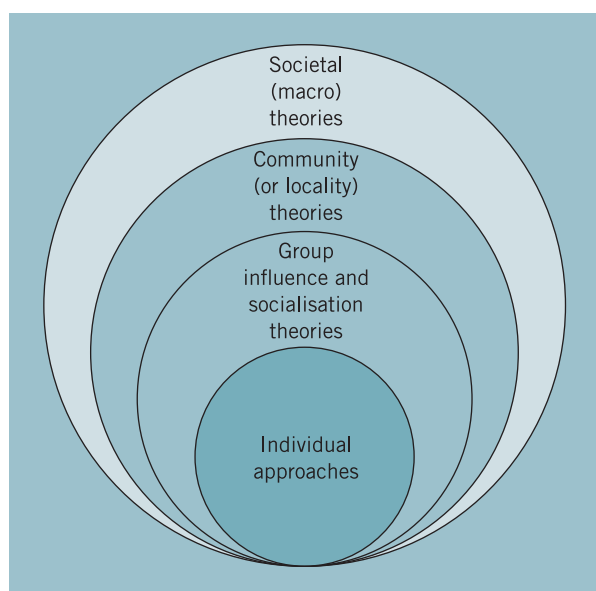 Societal
(macro)
theories
Community
(or locality)
theories
Group
influence and
socialisation
theories
Individual
approaches